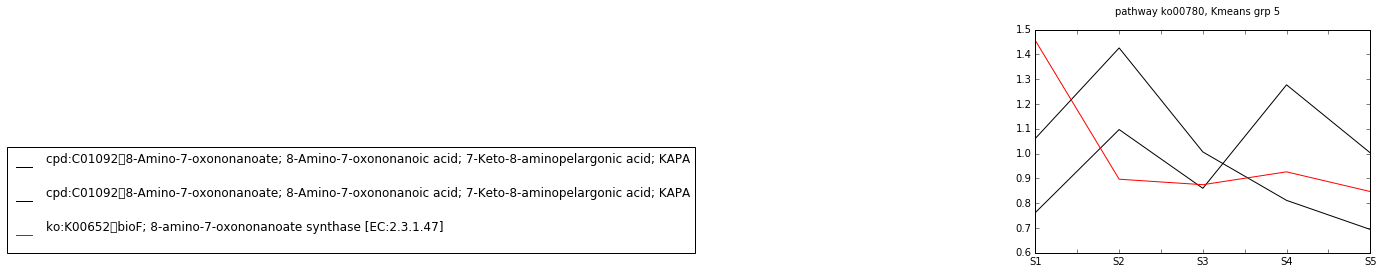 pathway ko00780, Kmeans grp 5
1.5
1.4
1.3
1.2
1.1
1.0
0.9
0.8
0.7
0.6
S1 S2 S3 S4 S5
cpd:C01092▯8-Amino-7-oxononanoate; 8-Amino-7-oxononanoic acid; 7-Keto-8-aminopelargonic acid; KAPA
cpd:C01092▯8-Amino-7-oxononanoate; 8-Amino-7-oxononanoic acid; 7-Keto-8-aminopelargonic acid; KAPA
ko:K00652▯bioF; 8-amino-7-oxononanoate synthase [EC:2.3.1.47]